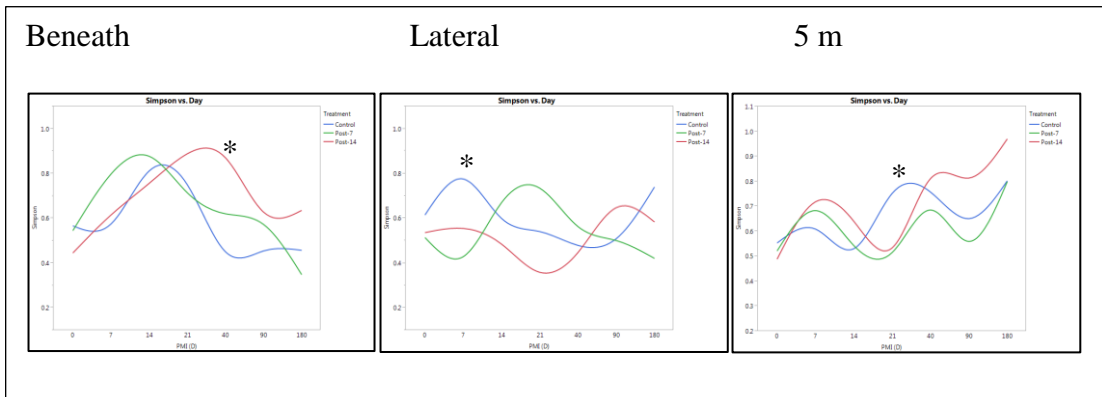 Beneath Lateral 5 m
Simpson vs. Day
Treatment
Control
Post-7
Post-14
*
1.0
0.8
0.6
0.4
0.2
Simpson
0 7 14 21 40 90 180
PMI (D)
Simpson vs. Day
Treatment
Control
Post-7
Post-14
*
1.0
0.8
0.6
0.4
0.2
Simpson
0 7 14 21 40 90 180
PMI (D)
Simpson vs. Day
Treatment
Control
Post-7
Post-14
*
1.1
1.0
0.9
0.8
0.7
0.6
0.5
0.4
0.3
0.2
Simpson
0 7 14 21 40 90 180
PMI (D)